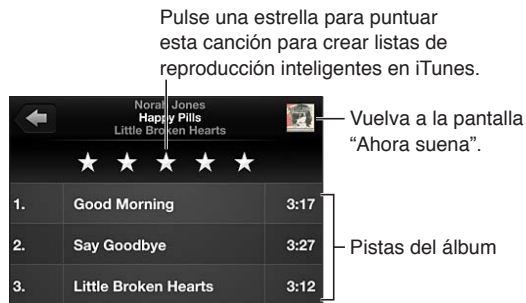 Pulse una estrella para puntuar
esta canción para crear listas de
reproducción inteligentes en iTunes.
Norah Jones
Happy Pills
Little Broken Hearts
Vuelva a la pantalla
“Ahora suena”.
1. Good Morning 3:17
2. Say Goodbye 3:27
Pistas del álbum
3. Little Broken Hearts 3:12